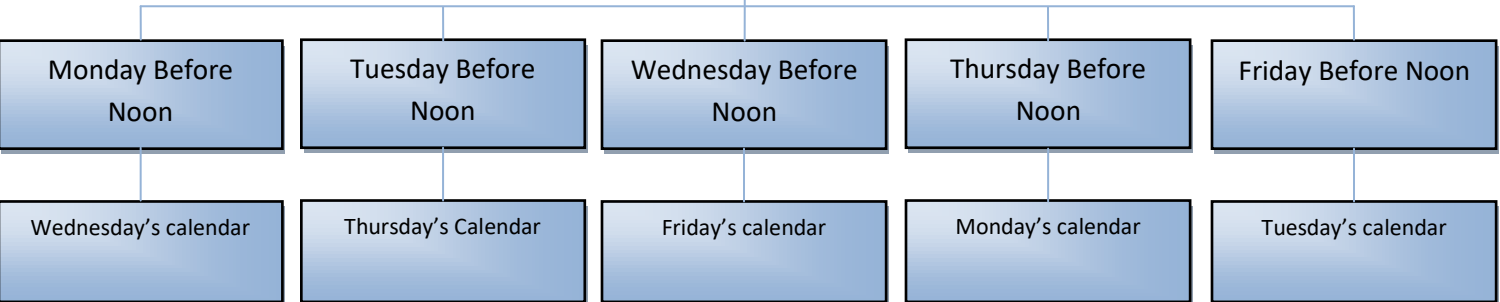 Monday Before
Noon
Tuesday Before
Noon
Wednesday Before
Noon
Thursday Before
Noon
Friday Before Noon
Wednesday’s calendar
Thursday’s Calendar
Friday’s calendar
Monday’s calendar
Tuesday’s calendar